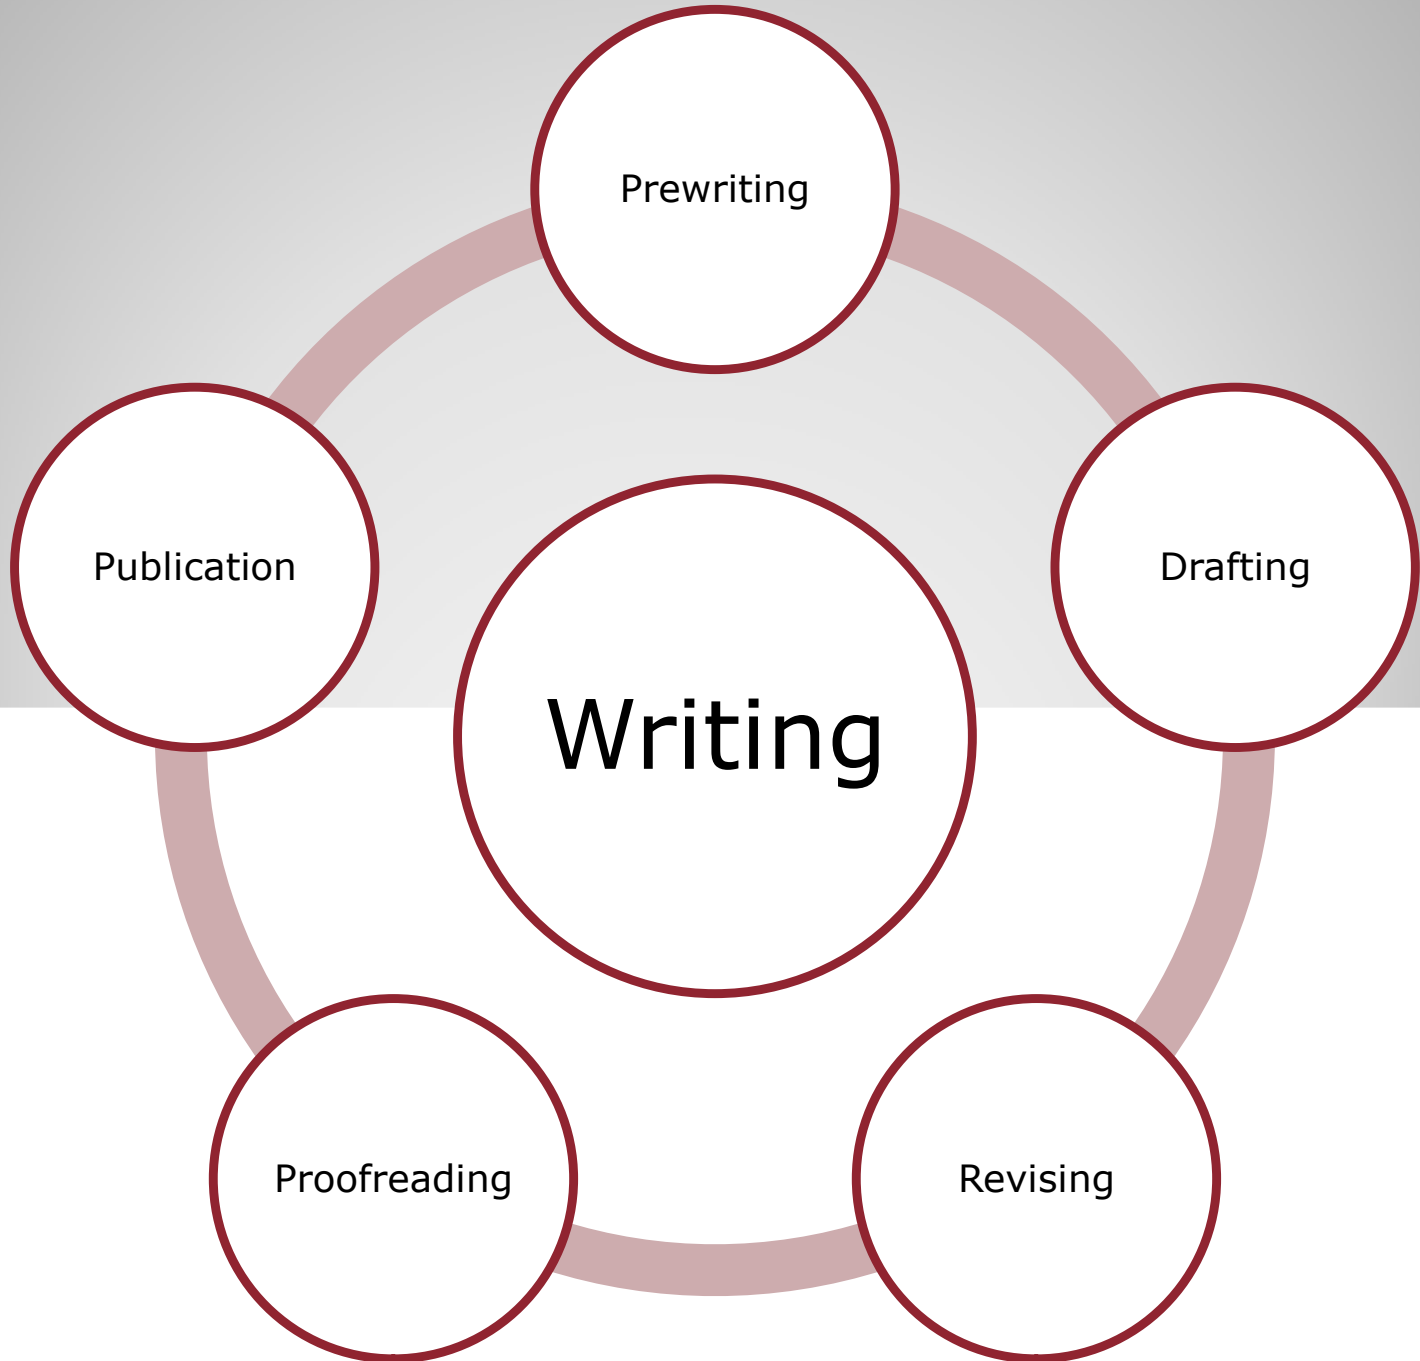 Prewriting
Drafting
Revising
Proofreading
Publication
Writing